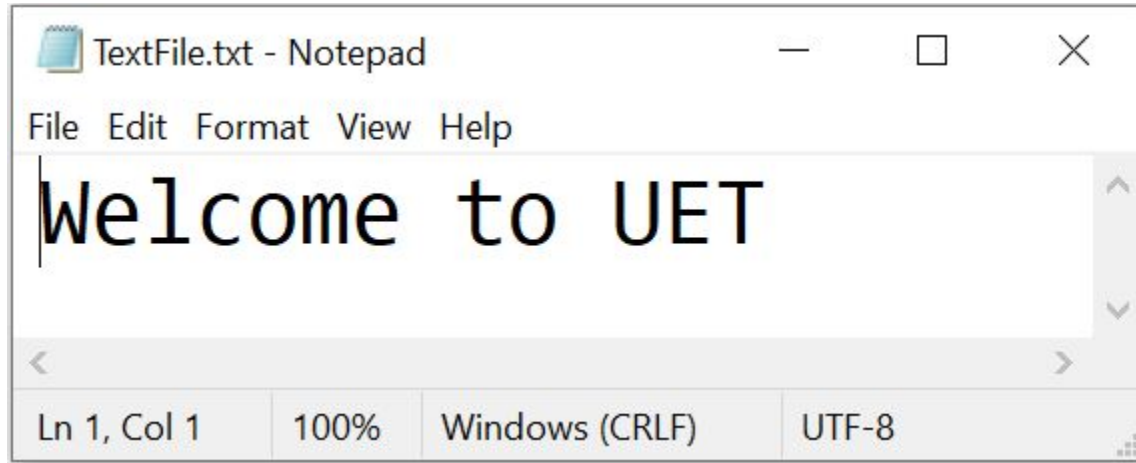 TextFile.txt - Notepad
File Edit Format View Help
Welcome to UET
Ln 1, Col 1 100% Windows (CRLF) UTF-8